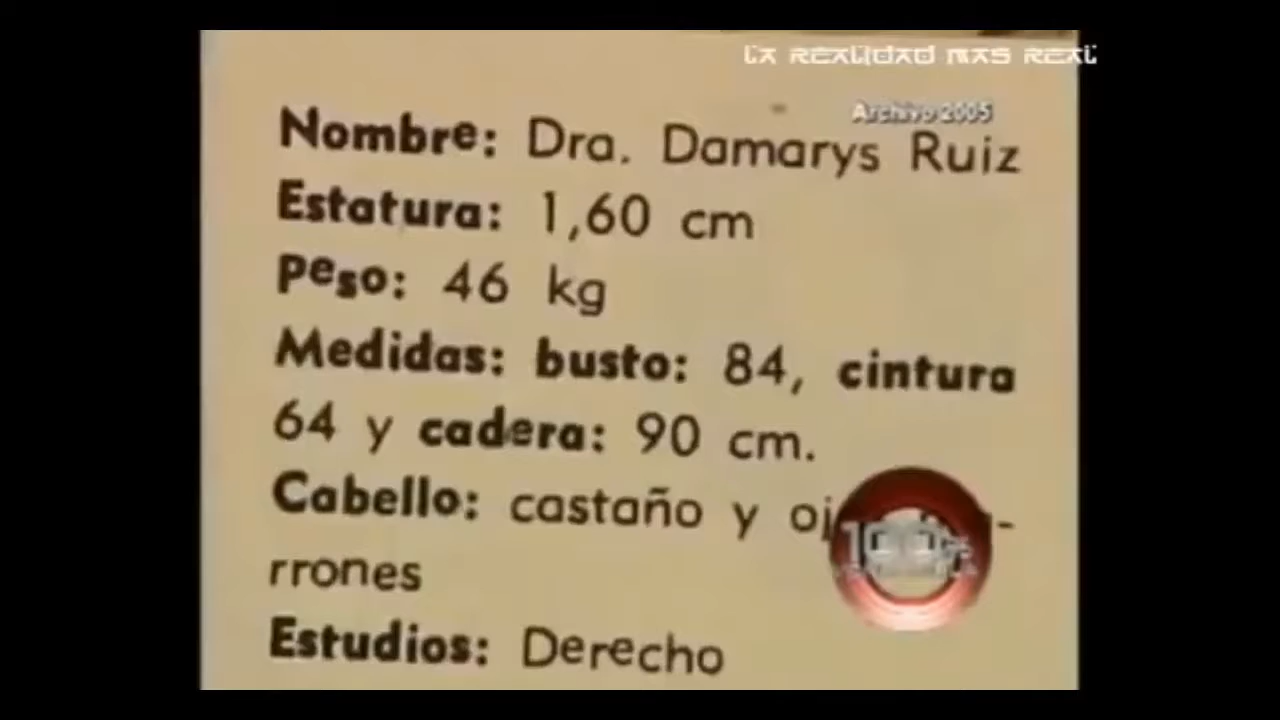 LA REALIDAD MAS REAL
Archivo 2005
Nombre: Dra. Damarys Ruiz
Estatura: 1,60 cm
Peso: 46 kg
Medidas: busto: 84, cintura
64 y cadera: 90 cm.
Cabello: castaño y
rrones
Estudios: Derecho